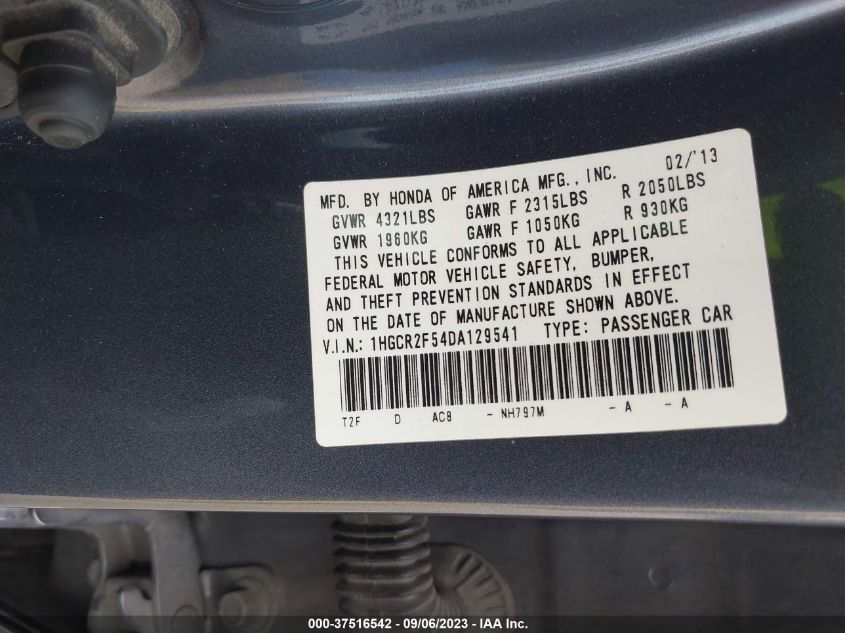 MFD. BY HONDA OF AMERICA MFG., INC. 02/'13
GVWR 4321LBS GAWR F 2315LBS R 2050LBS
GVWR 1960KG GAWR F 1050KG R 930KG
THIS VEHICLE CONFORMS TO ALL APPLICABLE
FEDERAL MOTOR VEHICLE SAFETY, BUMPER,
AND THEFT PREVENTION STANDARDS IN EFFECT
ON THE DATE OF MANUFACTURE SHOWN ABOVE.
V.I.N.: 1HGCR2F54DA129541 TYPE: PASSENGER CAR
T2F D AC8 - NH797M - A - A
000-37516542 - 09/06/2023 - IAA Inc.